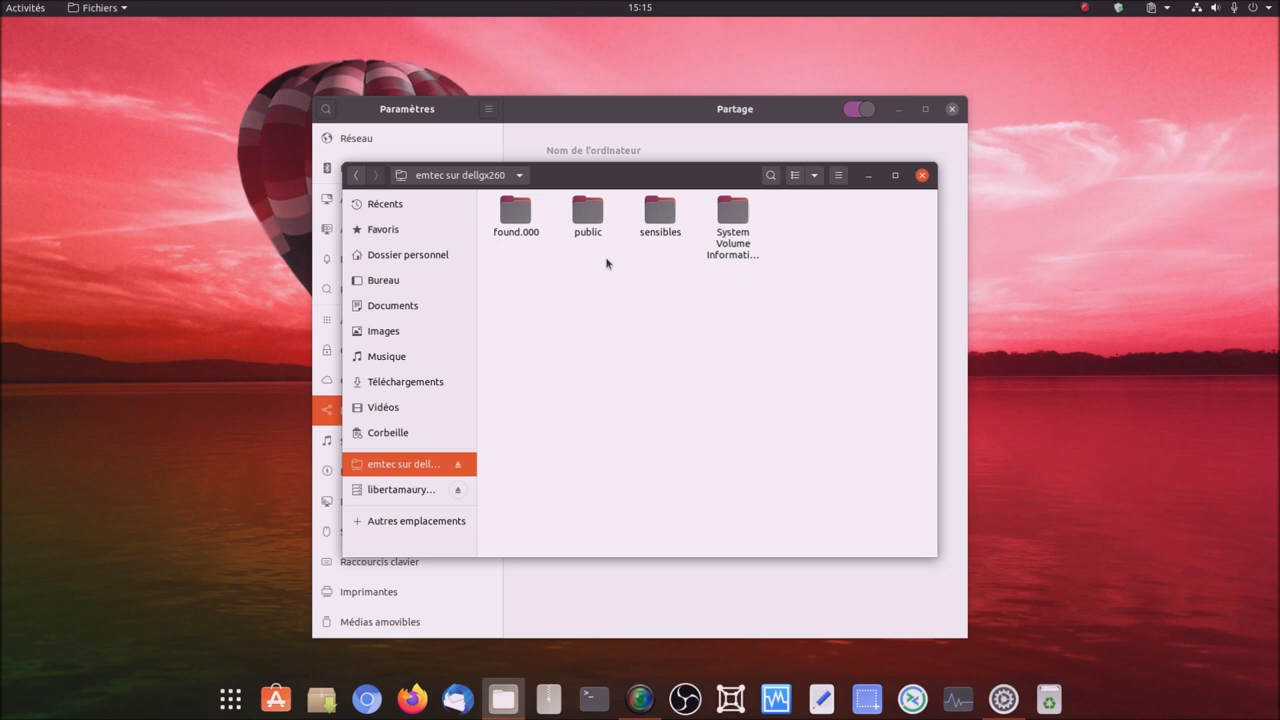 Activités
Fichiers
15:15
Paramètres
Partage
Réseau
Nom de l'ordinateur
emtec sur dellgx260
Récents
Favoris
Dossier personnel
Bureau
Documents
Images
Musique
Téléchargements
Vidéos
Corbeille
emtec sur dell...
libertamaury...
Autres emplacements
found.000
public
sensibles
System
Volume
Informati...
Raccourcis clavier
Imprimantes
Médias amovibles